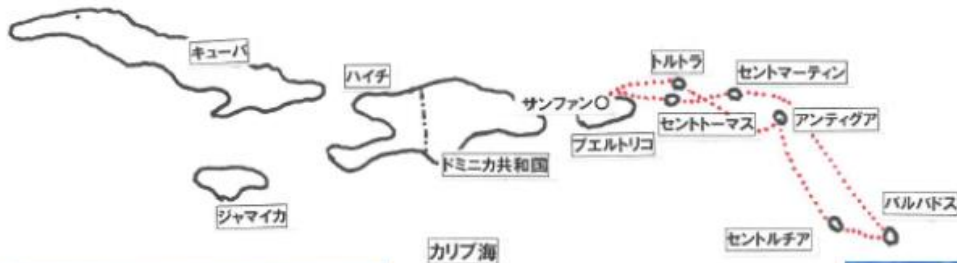 キューバ
ハイチ
トルトラ
セントマーティン
サンファン
セントトーマス
アンティグア
プエルトリコ
ドミニカ共和国
ジャマイカ
バルバドス
セントルチア
カリブ海